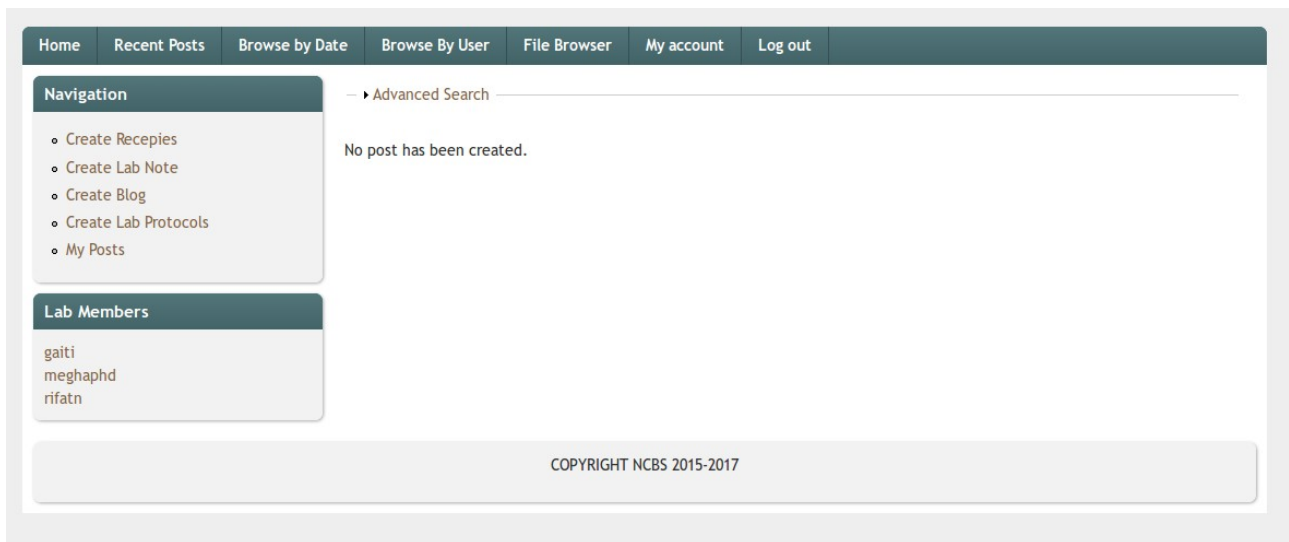 Home Recent Posts Browse by Date Browse By User File Browser My account Log out
Navigation
Create Recepies
Create Lab Note
Create Blog
Create Lab Protocols
My Posts
Lab Members
gaiti
meghaphd
rifatn
Advanced Search
No post has been created.
COPYRIGHT NCBS 2015-2017